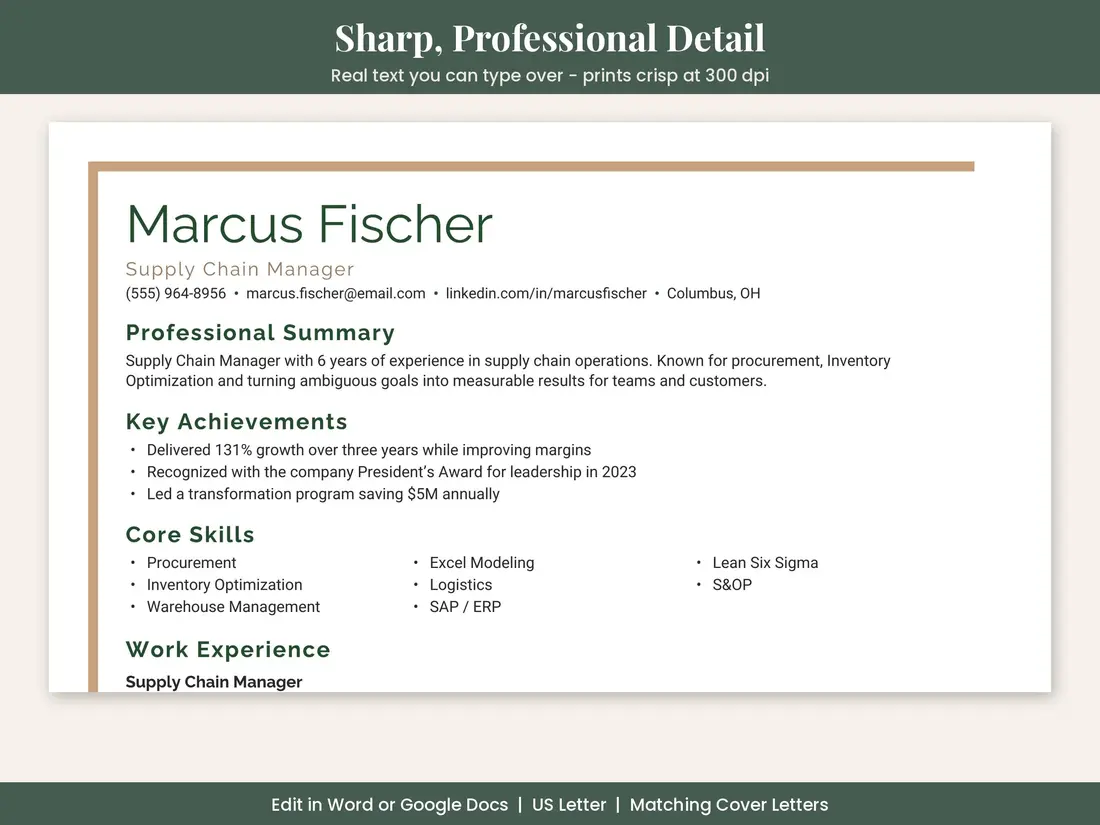 Sharp, Professional Detail
Real text you can type over - prints crisp at 300 dpi
Marcus Fischer
Supply Chain Manager
(555) 964-8956 • marcus.fischer@email.com • linkedin.com/in/marcusfischer • Columbus, OH
Professional Summary
Supply Chain Manager with 6 years of experience in supply chain operations. Known for procurement, Inventory
Optimization and turning ambiguous goals into measurable results for teams and customers.
Key Achievements
• Delivered 131% growth over three years while improving margins
• Recognized with the company President’s Award for leadership in 2023
• Led a transformation program saving $5M annually
Core Skills
• Procurement • Excel Modeling • Lean Six Sigma
• Inventory Optimization • Logistics • S&OP
• Warehouse Management • SAP / ERP
Work Experience
Supply Chain Manager
Edit in Word or Google Docs | US Letter | Matching Cover Letters